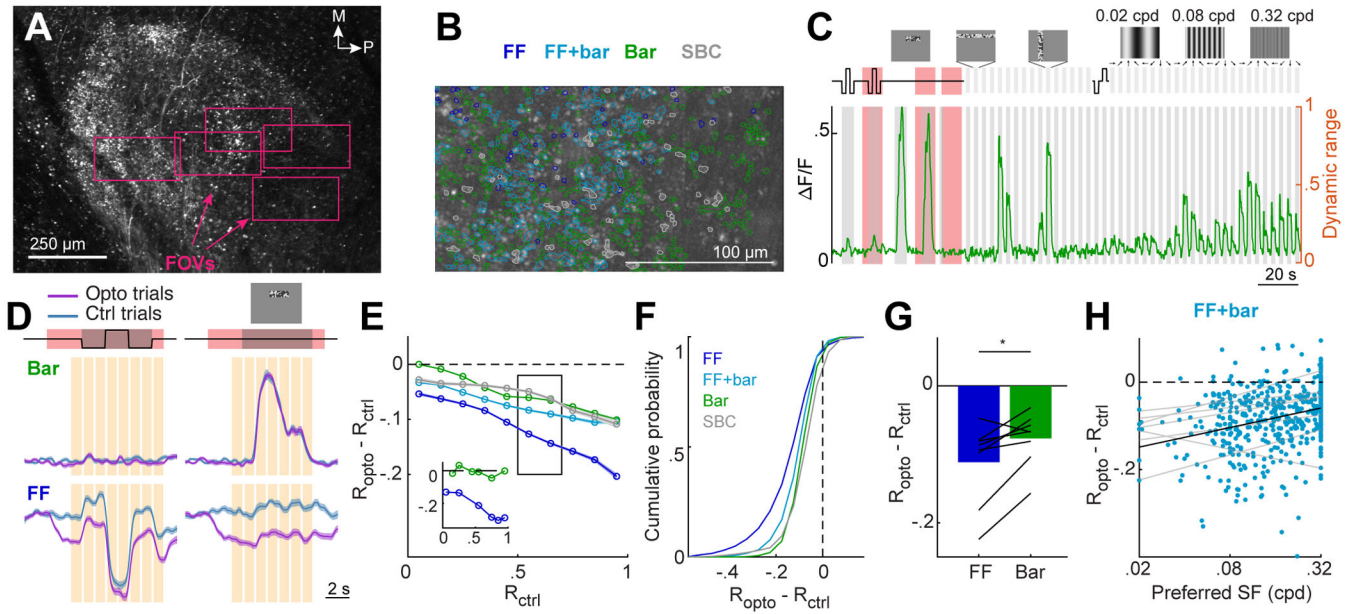 A
M
P
250 µm
FOVs
B
FF FF+bar Bar SBC
100 µm
C
0.02 cpd 0.08 cpd 0.32 cpd
ΔF/F
.5
0
1
.5
0
Dynamic range
20 s
D
Opto trials
Ctrl trials
Bar
FF
2 s
E
Ropto - Rctrl
0
-.1
-.2
0
-.2
0 .5 1
0 .5 1
Rctrl
F
Cumulative probability
1
.5
0
FF
FF+bar
Bar
SBC
-.4 -.2 0
Ropto - Rctrl
G
*
Ropto - Rctrl
0
-.2
FF Bar
H
FF+bar
Ropto - Rctrl
0
-.2
-.4
.02 .08 .32
Preferred SF (cpd)